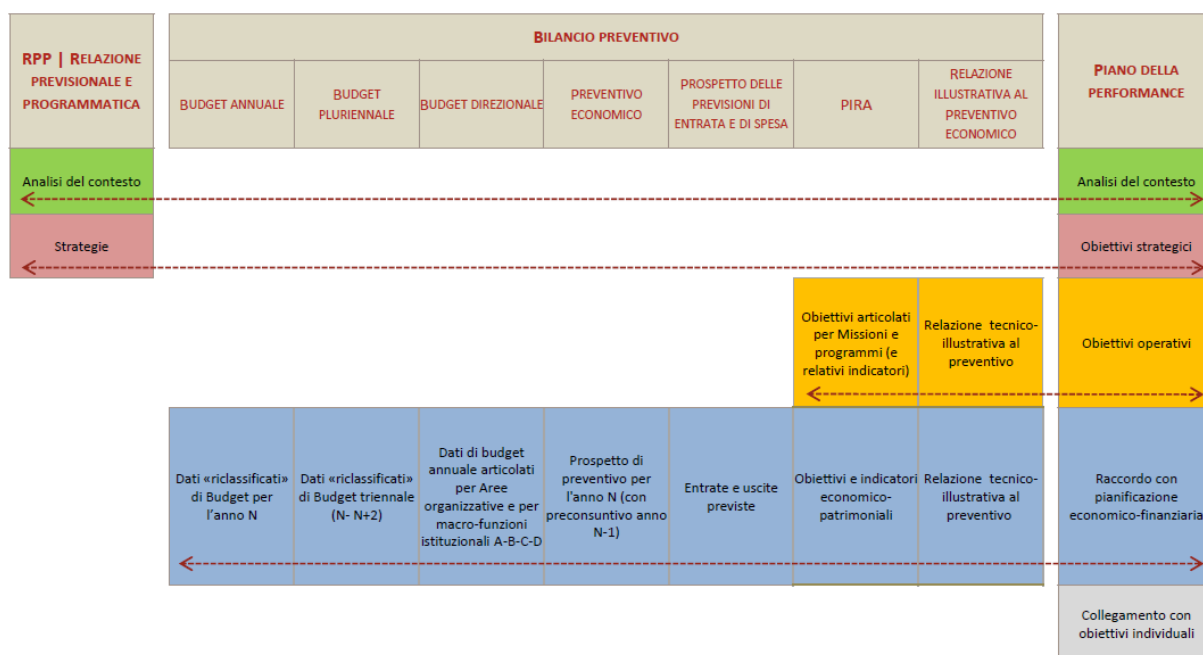 RPP | RELAZIONE
PREVISIONALE E
PROGRAMMATICA
BILANCIO PREVENTIVO
BUDGET ANNUALE
BUDGET
PLURIENNALE
BUDGET DIREZIONALE
PREVENTIVO
ECONOMICO
PROSPETTO DELLE
PREVISIONI DI
ENTRATA E DI SPESA
PIRA
RELAZIONE
ILLUSTRATIVA AL
PREVENTIVO
ECONOMICO
PIANO DELLA
PERFORMANCE
Analisi del contesto
Analisi del contesto
Strategie
Obiettivi strategici
Obiettivi articolati
per Missioni e
programmi (e
relativi indicatori)
Relazione tecnico-
illustrativa al
preventivo
Obiettivi operativi
Dati «riclassificati»
di Budget per
l'anno N
Dati «riclassificati»
di Budget triennale
(N- N+2)
Dati di budget
annuale articolati
per Aree
organizzative e per
macro-funzioni
istituzionali A-B-C-D
Prospetto di
preventivo per
l'anno N (con
preconsuntivo anno
N-1)
Entrate e uscite
previste
Obiettivi e indicatori
economico-
patrimoniali
Relazione tecnico-
illustrativa al
preventivo
Raccordo con
pianificazione
economico-finanziaria
Collegamento con
obiettivi individuali